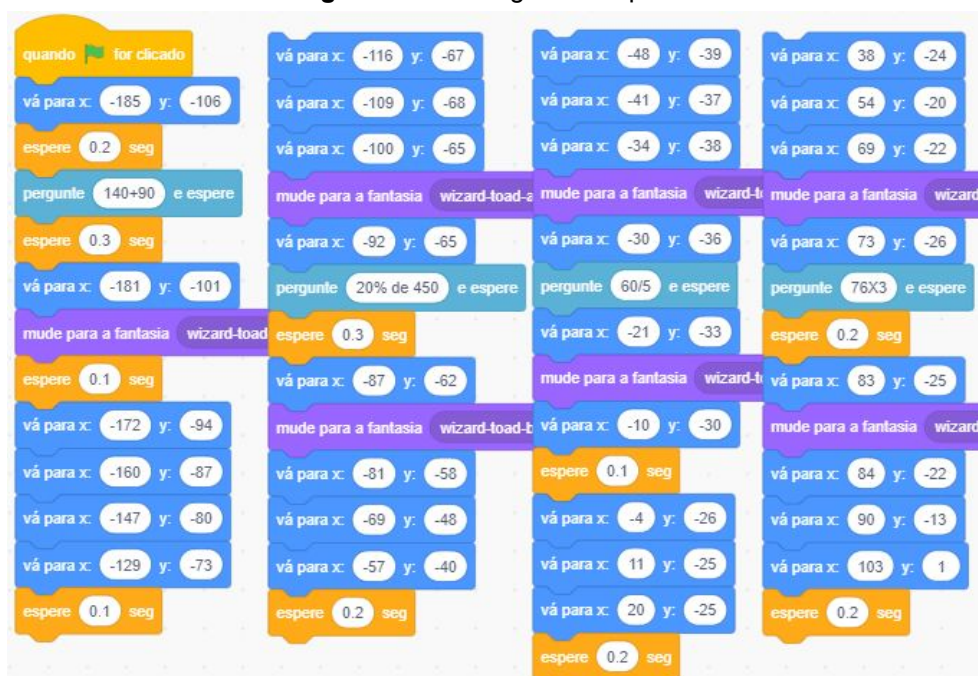 quando for clicado
vá para x: -185 y: -106
espere 0.2 seg
pergunte 140+90 e espere
espere 0.3 seg
vá para x: -181 y: -101
mude para a fantasia wizard-toad
espere 0.1 seg
vá para x: -172 y: -94
vá para x: -160 y: -87
vá para x: -147 y: -80
vá para x: -129 y: -73
espere 0.1 seg
vá para x: -116 y: -67
vá para x: -109 y: -68
vá para x: -100 y: -65
mude para a fantasia wizard-toad-a
vá para x: -92 y: -65
pergunte 20% de 450 e espere
espere 0.3 seg
vá para x: -87 y: -62
mude para a fantasia wizard-toad-b
vá para x: -81 y: -58
vá para x: -69 y: -48
vá para x: -57 y: -40
espere 0.2 seg
vá para x: -48 y: -39
vá para x: -41 y: -37
vá para x: -34 y: -38
mude para a fantasia wizard-t
vá para x: -30 y: -36
pergunte 60/5 e espere
vá para x: -21 y: -33
mude para a fantasia wizard-t
vá para x: -10 y: -30
espere 0.1 seg
vá para x: -4 y: -26
vá para x: 11 y: -25
vá para x: 20 y: -25
espere 0.2 seg
vá para x: 38 y: -24
vá para x: 54 y: -20
vá para x: 69 y: -22
mude para a fantasia wizard
vá para x: 73 y: -26
pergunte 76X3 e espere
espere 0.2 seg
vá para x: 83 y: -25
mude para a fantasia wizard
vá para x: 84 y: -22
vá para x: 90 y: -13
vá para x: 103 y: 1
espere 0.2 seg